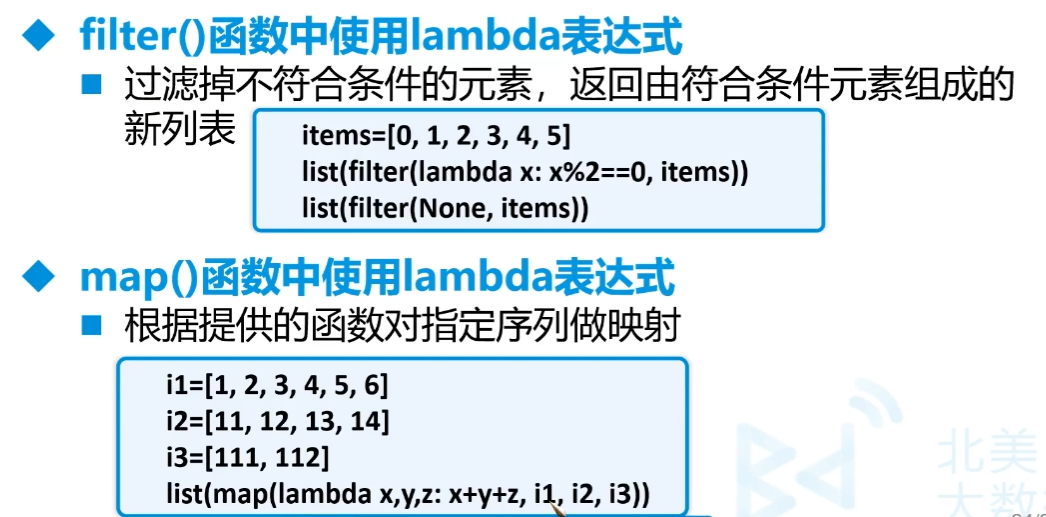 filter()函数中使用lambda表达式
过滤掉不符合条件的元素，返回由符合条件元素组成的
新列表
items=[0, 1, 2, 3, 4, 5]
list(filter(lambda x: x%2==0, items))
list(filter(None, items))
map()函数中使用lambda表达式
根据提供的函数对指定序列做映射
i1=[1, 2, 3, 4, 5, 6]
i2=[11, 12, 13, 14]
i3=[111, 112]
list(map(lambda x,y,z: x+y+z, i1, i2, i3))
北美
大数